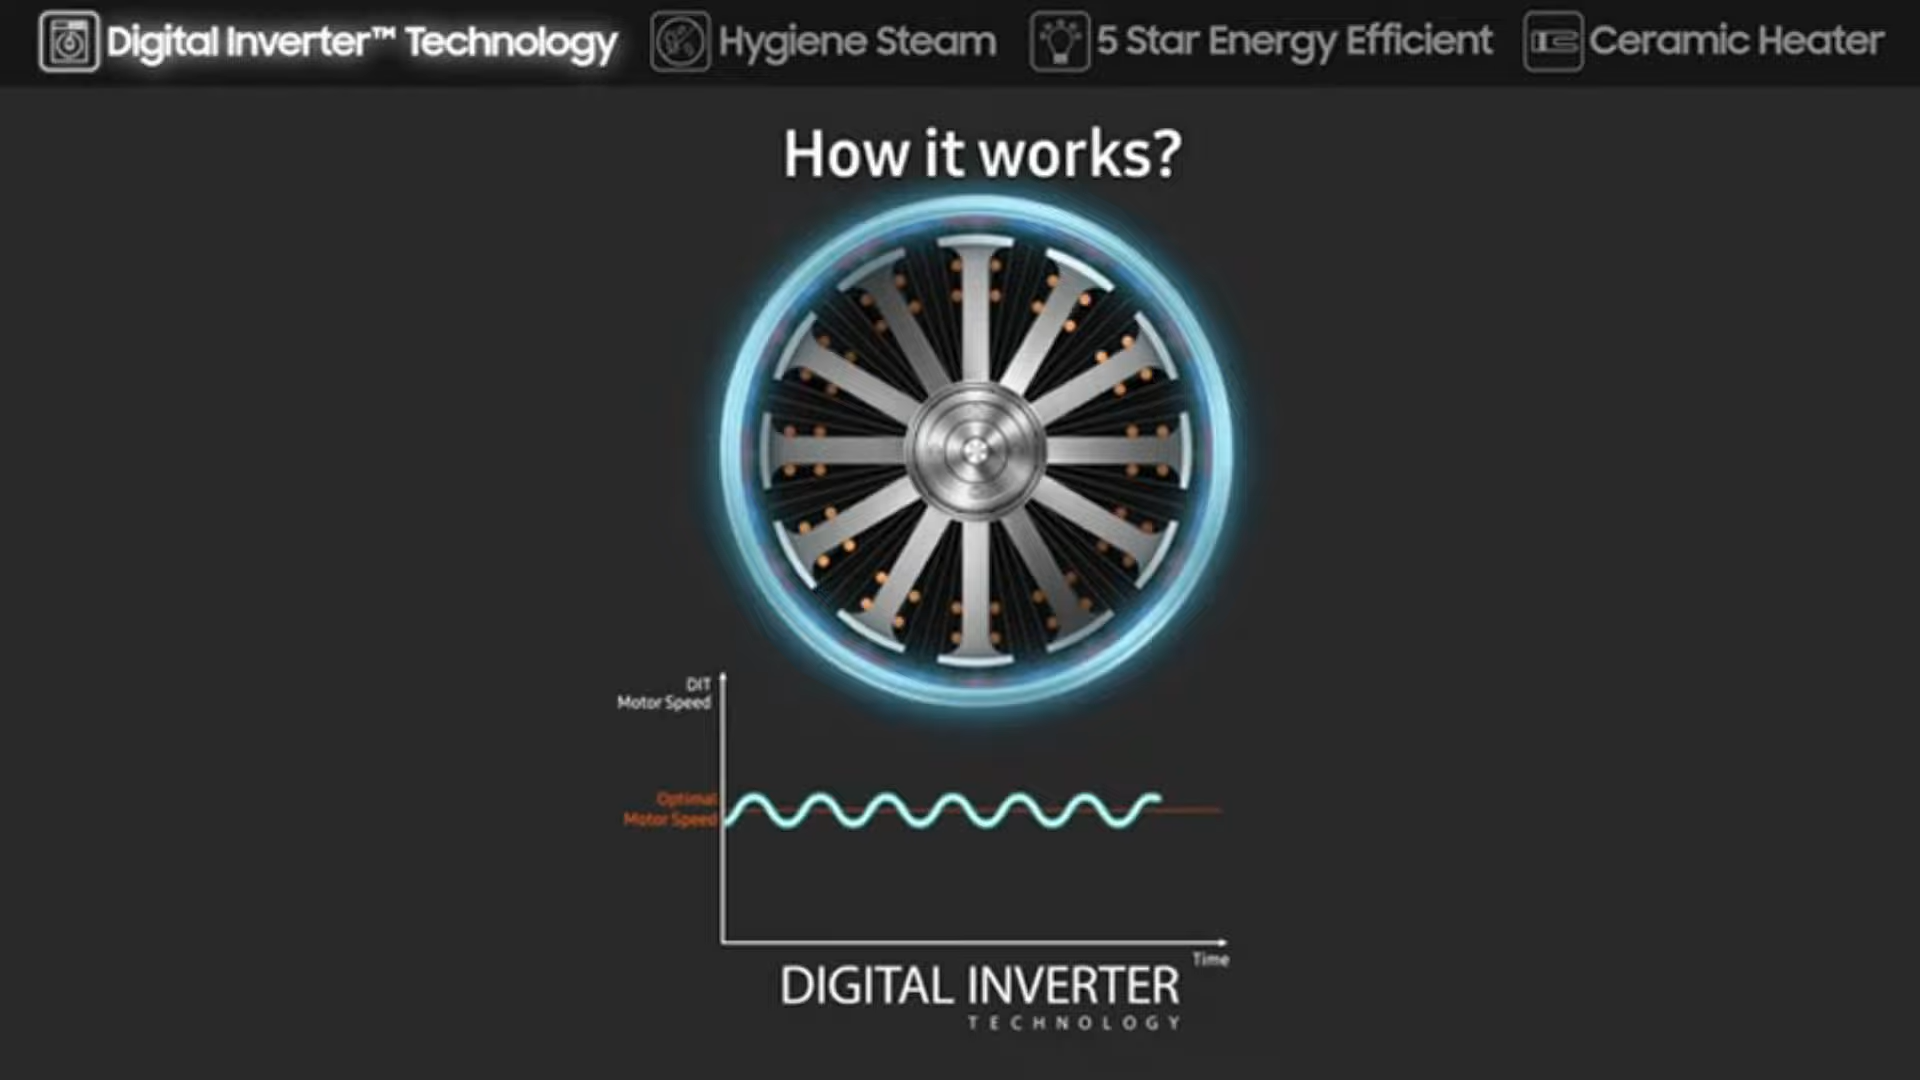 Digital Inverter™ Technology
Hygiene Steam
5 Star Energy Efficient
Ceramic Heater
How it works?
DIT
Motor Speed
Optimal
Motor Speed
Time
DIGITAL INVERTER
TECHNOLOGY